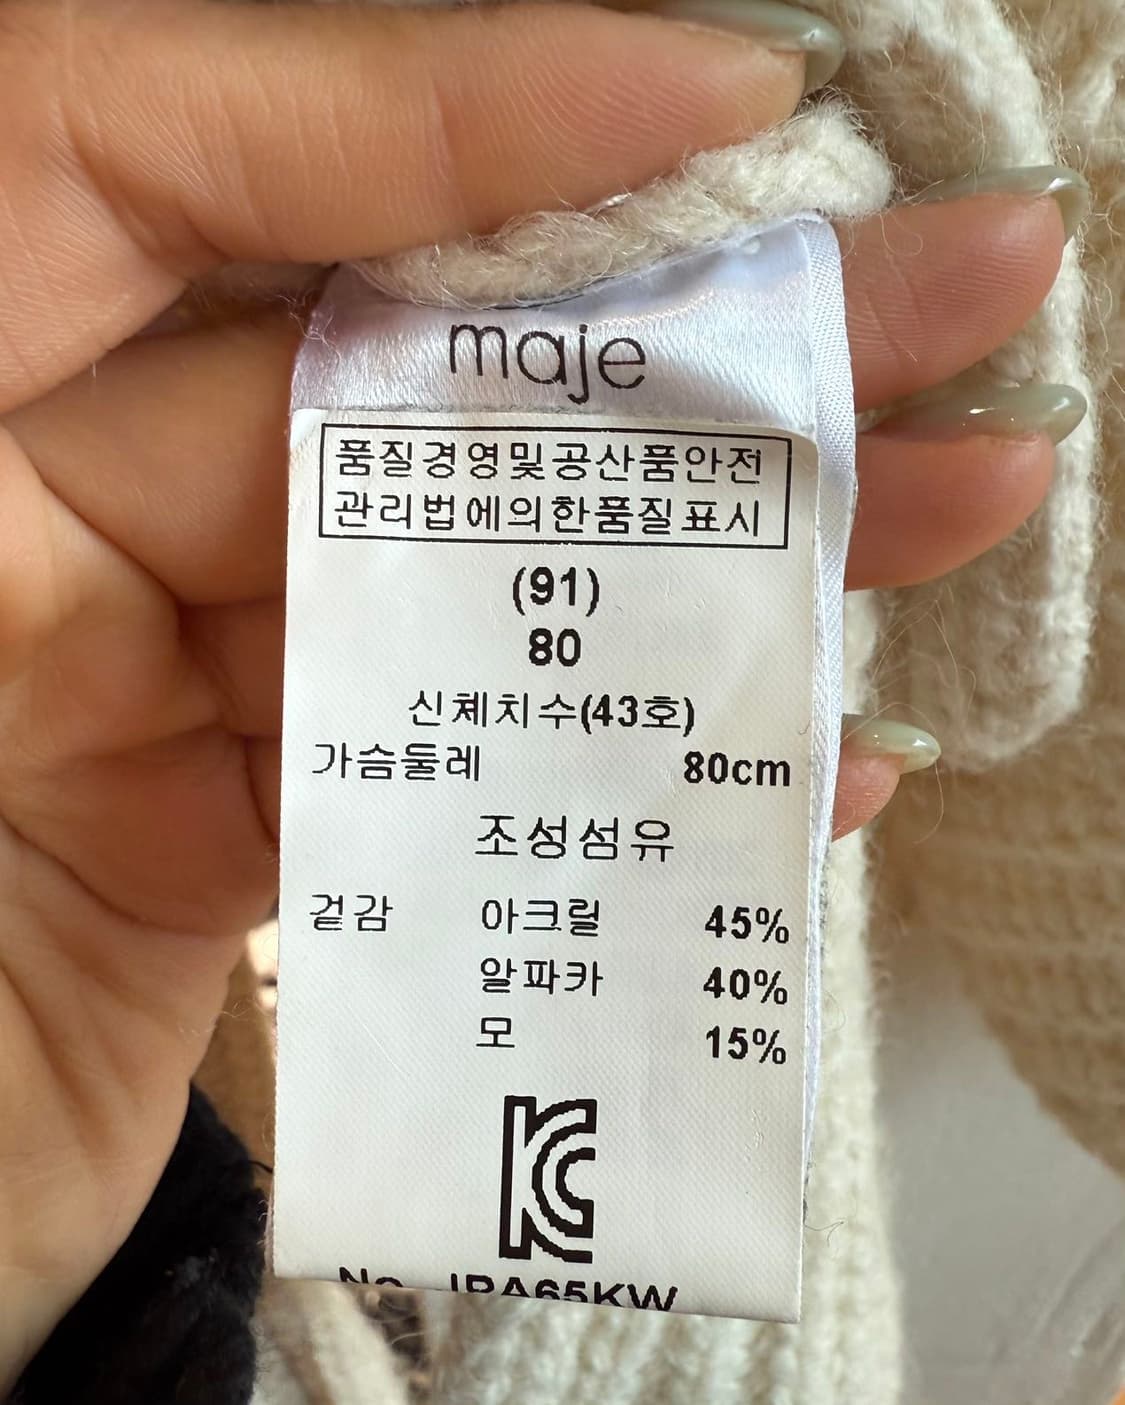 maje
품질경영및공산품안전
관리법에의한품질표시
(91)
80
신체치수(43호)
가슴둘레 80cm
조성섬유
겉감 아크릴 45%
알파카 40%
모 15%
KC
No